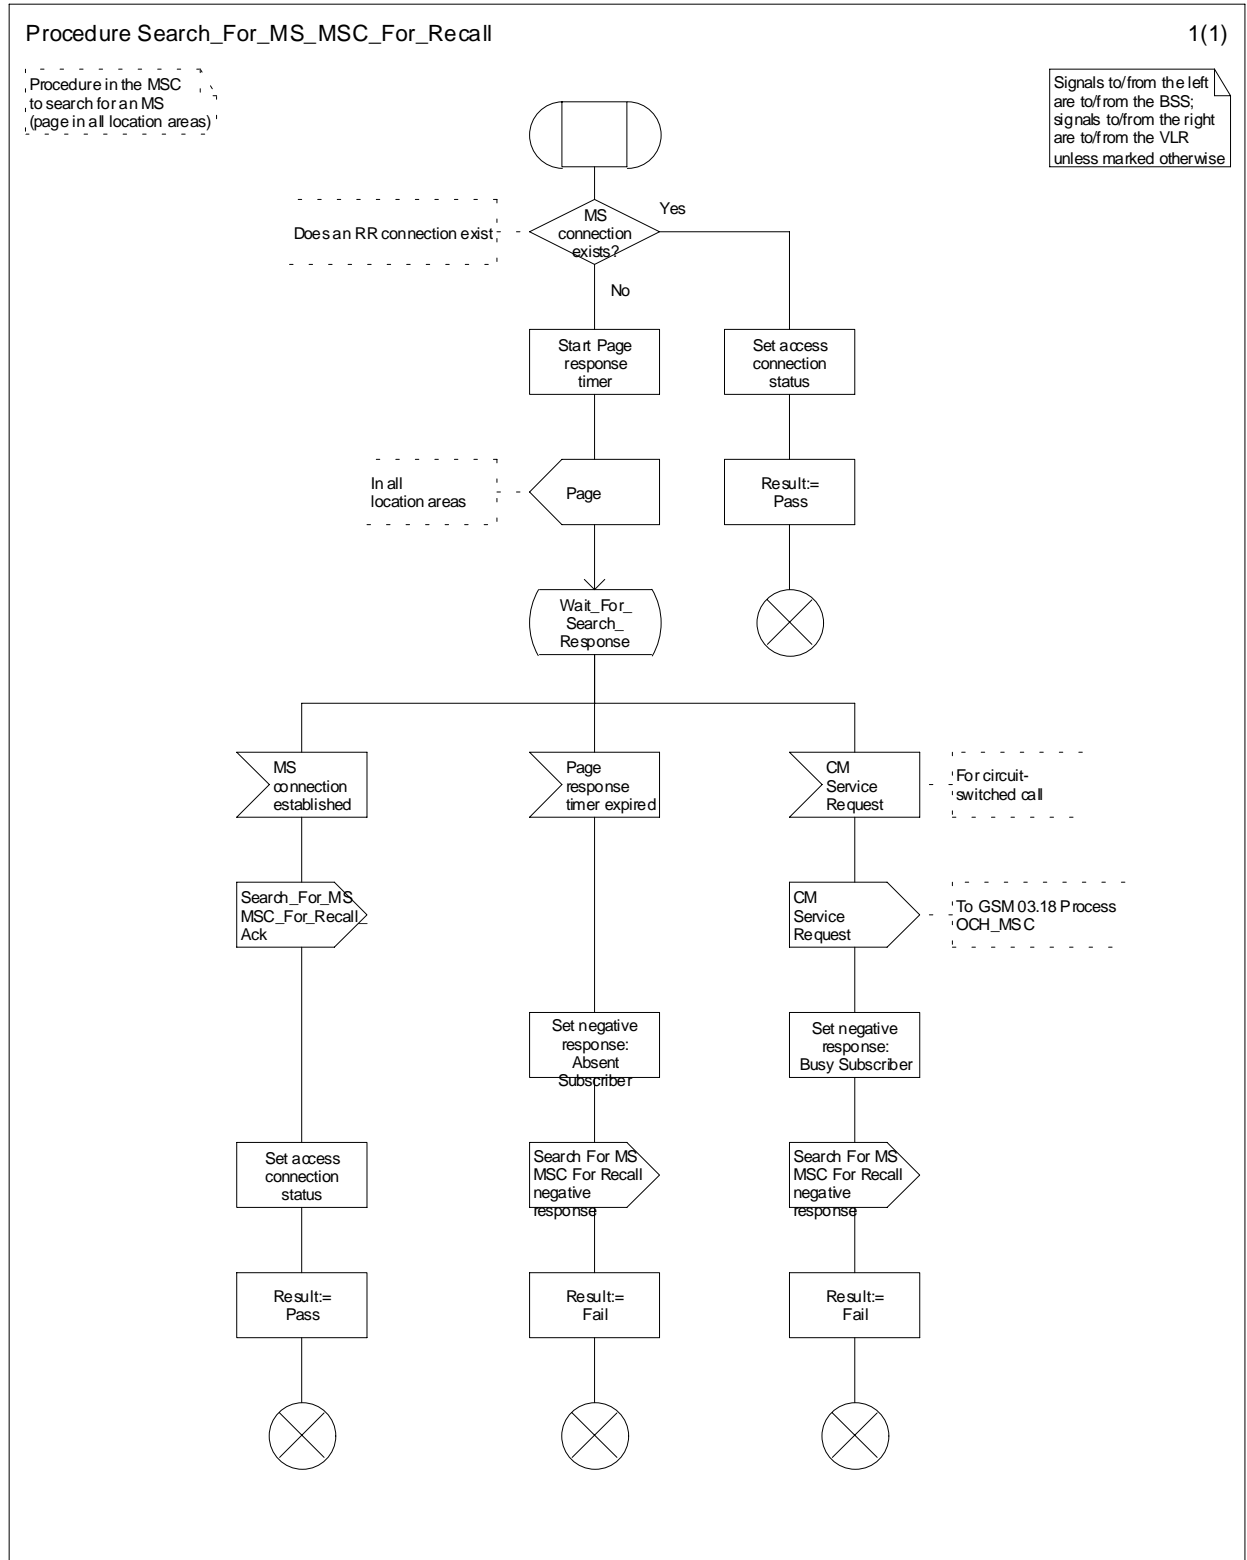 Procedure Search_For_MS_MSC_For_Recall
1(1)
Procedure in the MSC
to search for an MS
(page in all location areas)
Signals to/from the left
are to/from the BSS;
signals to/from the right
are to/from the VLR
unless marked otherwise
Does an RR connection exist
MS
connection
exists?
Yes
No
Start Page
response
timer
Set access
connection
status
In all
location areas
Page
Result:=
Pass
Wait_For_
Search_
Response
MS
connection
established
Page
response
timer expired
CM
Service
Request
For circuit-
switched call
Search_For_MS_
MSC_For_Recall_
Ack
CM
Service
Request
To GSM 03.18 Process
OCH_MSC
Set negative
response:
Absent
Subscriber
Set negative
response:
Busy Subscriber
Set access
connection
status
Search For MS
MSC For Recall
negative
response
Search For MS
MSC For Recall
negative
response
Result:=
Pass
Result:=
Fail
Result:=
Fail